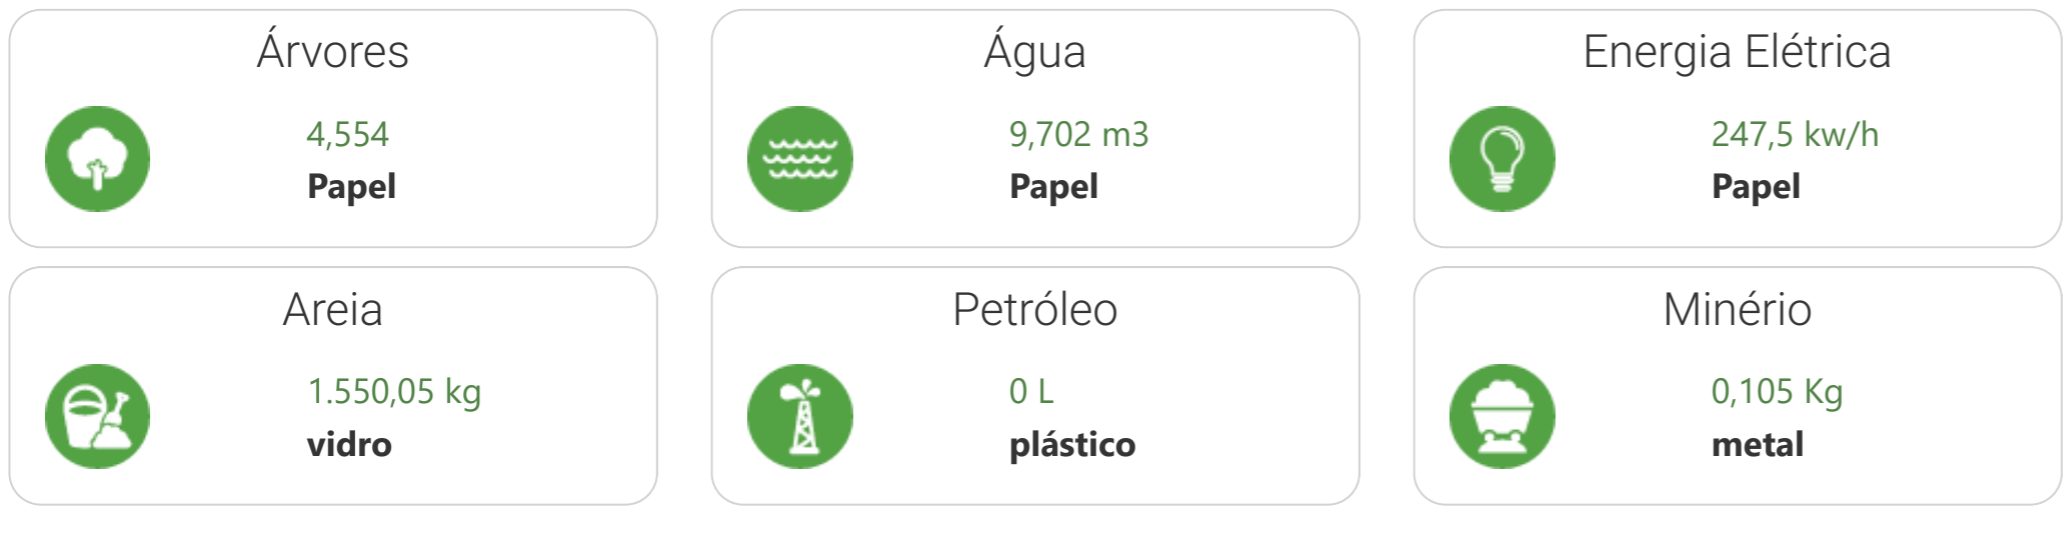 Árvores
4,554
Papel
Água
9,702 m3
Papel
Energia Elétrica
247,5 kw/h
Papel
Areia
1.550,05 kg
vidro
Petróleo
0 L
plástico
Minério
0,105 Kg
metal